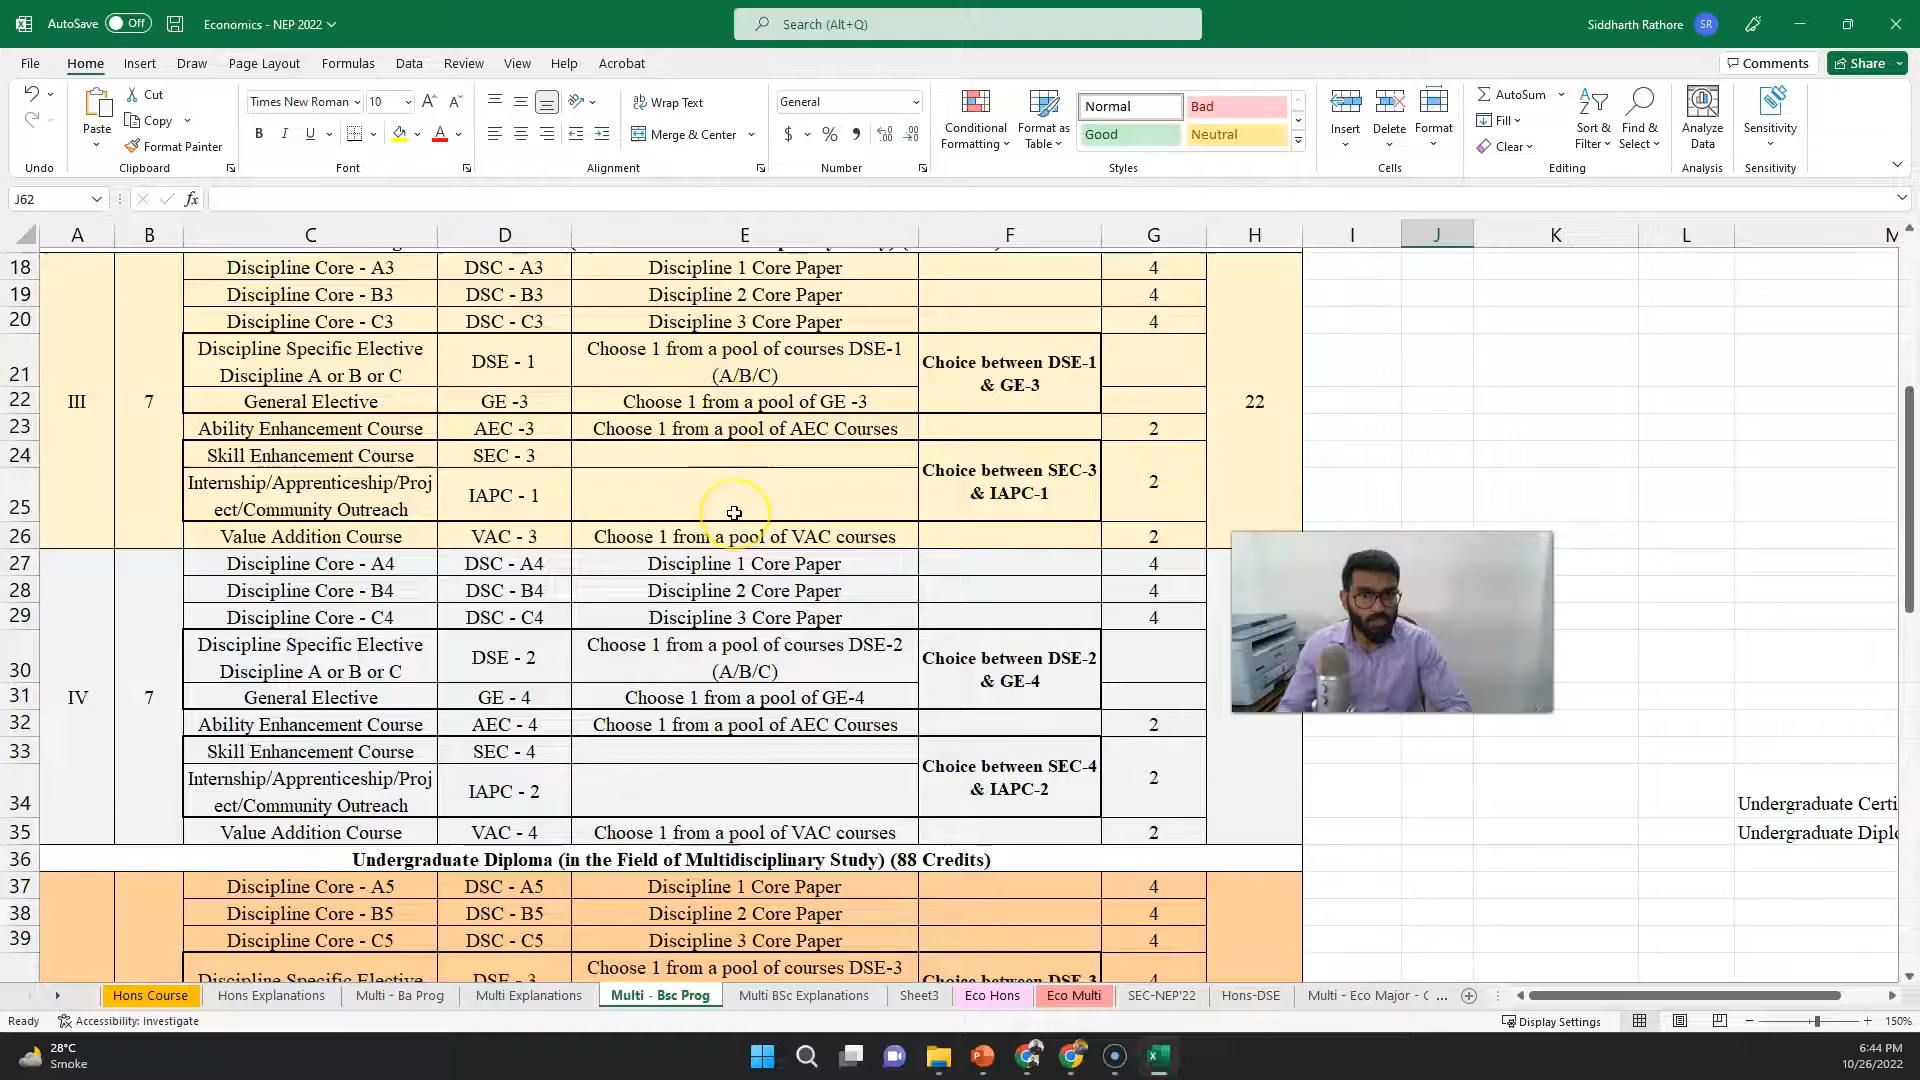 AutoSave Off Economics - NEP 2022 Search (Alt+Q) Siddharth Rathore SR
File Home Insert Draw Page Layout Formulas Data Review View Help Acrobat Comments Share
Paste Cut Copy Format Painter
Times New Roman 10
B I U A
Wrap Text
Merge & Center
General
$ % 9
Conditional Formatting
Format as Table
Normal Bad
Good Neutral
Insert Delete Format
AutoSum
Fill
Clear
Sort & Filter
Find & Select
Analyze Data
Sensitivity
Undo Clipboard Font Alignment Number Styles Cells Editing Analysis Sensitivity
J62 fx
A B C D E F G H I J K L M
18 Discipline Core - A3 DSC - A3 Discipline 1 Core Paper 4
19 Discipline Core - B3 DSC - B3 Discipline 2 Core Paper 4
20 Discipline Core - C3 DSC - C3 Discipline 3 Core Paper 4
21 Discipline Specific Elective Discipline A or B or C DSE - 1 Choose 1 from a pool of courses DSE-1 (A/B/C) Choice between DSE-1 & GE-3
22 III 7 General Elective GE -3 Choose 1 from a pool of GE -3 22
23 Ability Enhancement Course AEC -3 Choose 1 from a pool of AEC Courses 2
24 Skill Enhancement Course SEC - 3 Choice between SEC-3 & IAPC-1 2
25 Internship/Apprenticeship/Project/Community Outreach IAPC - 1
26 Value Addition Course VAC - 3 Choose 1 from a pool of VAC courses 2
27 Discipline Core - A4 DSC - A4 Discipline 1 Core Paper 4
28 Discipline Core - B4 DSC - B4 Discipline 2 Core Paper 4
29 Discipline Core - C4 DSC - C4 Discipline 3 Core Paper 4
30 Discipline Specific Elective Discipline A or B or C DSE - 2 Choose 1 from a pool of courses DSE-2 (A/B/C) Choice between DSE-2 & GE-4
31 IV 7 General Elective GE - 4 Choose 1 from a pool of GE-4
32 Ability Enhancement Course AEC - 4 Choose 1 from a pool of AEC Courses 2
33 Skill Enhancement Course SEC - 4 Choice between SEC-4 & IAPC-2 2
34 Internship/Apprenticeship/Project/Community Outreach IAPC - 2 Undergraduate Certi
35 Value Addition Course VAC - 4 Choose 1 from a pool of VAC courses 2 Undergraduate Diplo
36 Undergraduate Diploma (in the Field of Multidisciplinary Study) (88 Credits)
37 Discipline Core - A5 DSC - A5 Discipline 1 Core Paper 4
38 Discipline Core - B5 DSC - B5 Discipline 2 Core Paper 4
39 Discipline Core - C5 DSC - C5 Discipline 3 Core Paper 4
Discipline Specific Elective DSE - 3 Choose 1 from a pool of courses DSE-3 Choice between DSE-3 4
Hons Course Hons Explanations Multi - Ba Prog Multi Explanations Multi - Bsc Prog Multi BSc Explanations Sheet3 Eco Hons Eco Multi SEC-NEP'22 Hons-DSE Multi - Eco Major - C ...
Ready Accessibility: Investigate Display Settings 150%
28°C
Smoke
6:44 PM
10/26/2022